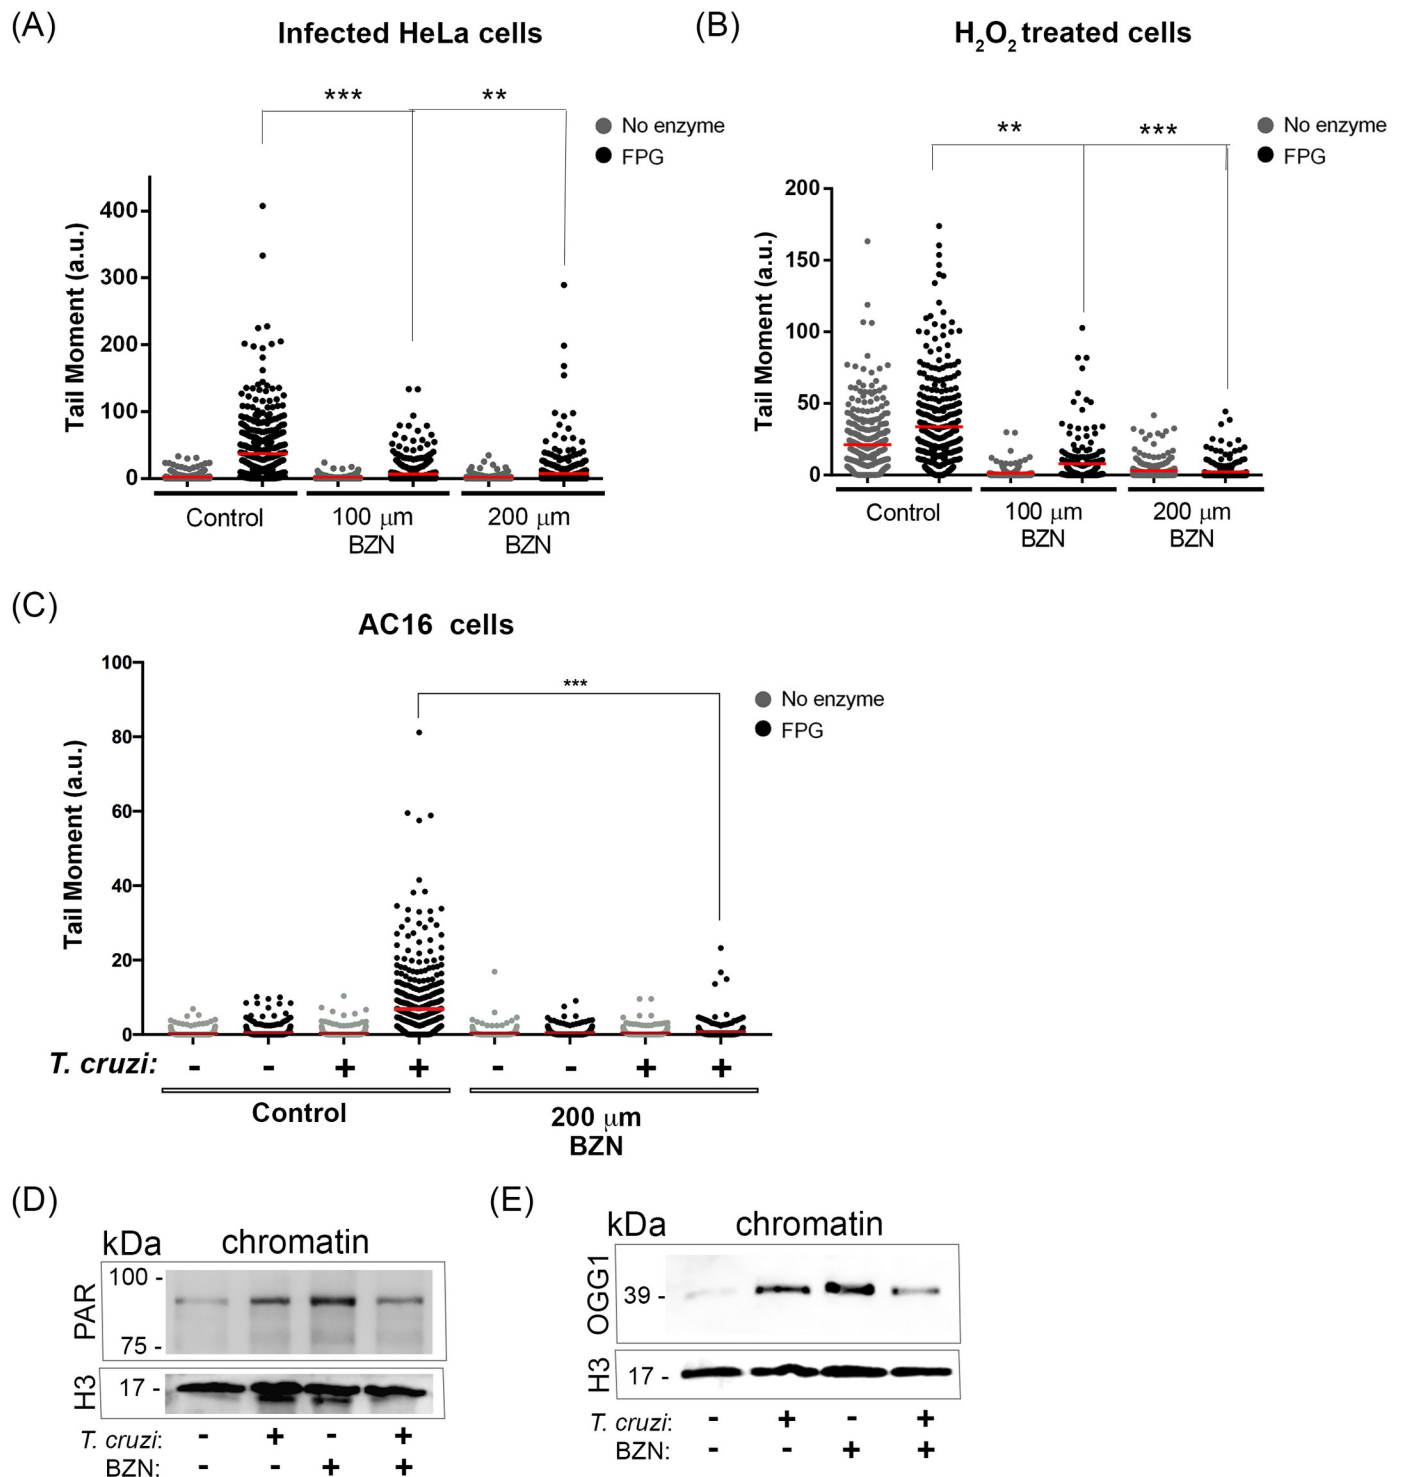 (A)
Infected HeLa cells
*** **
No enzyme
FPG
Tail Moment (a.u.)
400
300
200
100
0
Control
100 μm
BZN
200 μm
BZN
(B)
H2O2 treated cells
** ***
No enzyme
FPG
Tail Moment (a.u.)
200
150
100
50
0
Control
100 μm
BZN
200 μm
BZN
(C)
AC16 cells
***
No enzyme
FPG
Tail Moment (a.u.)
100
80
60
40
20
0
T. cruzi: - - + + - - + +
Control
200 μm
BZN
(D)
kDa chromatin
PAR
100 -
75 -
H3
17 -
T. cruzi: - + - +
BZN: - - + +
(E)
kDa chromatin
OGG1
39 -
H3
17 -
T. cruzi: - + - +
BZN: - - + +